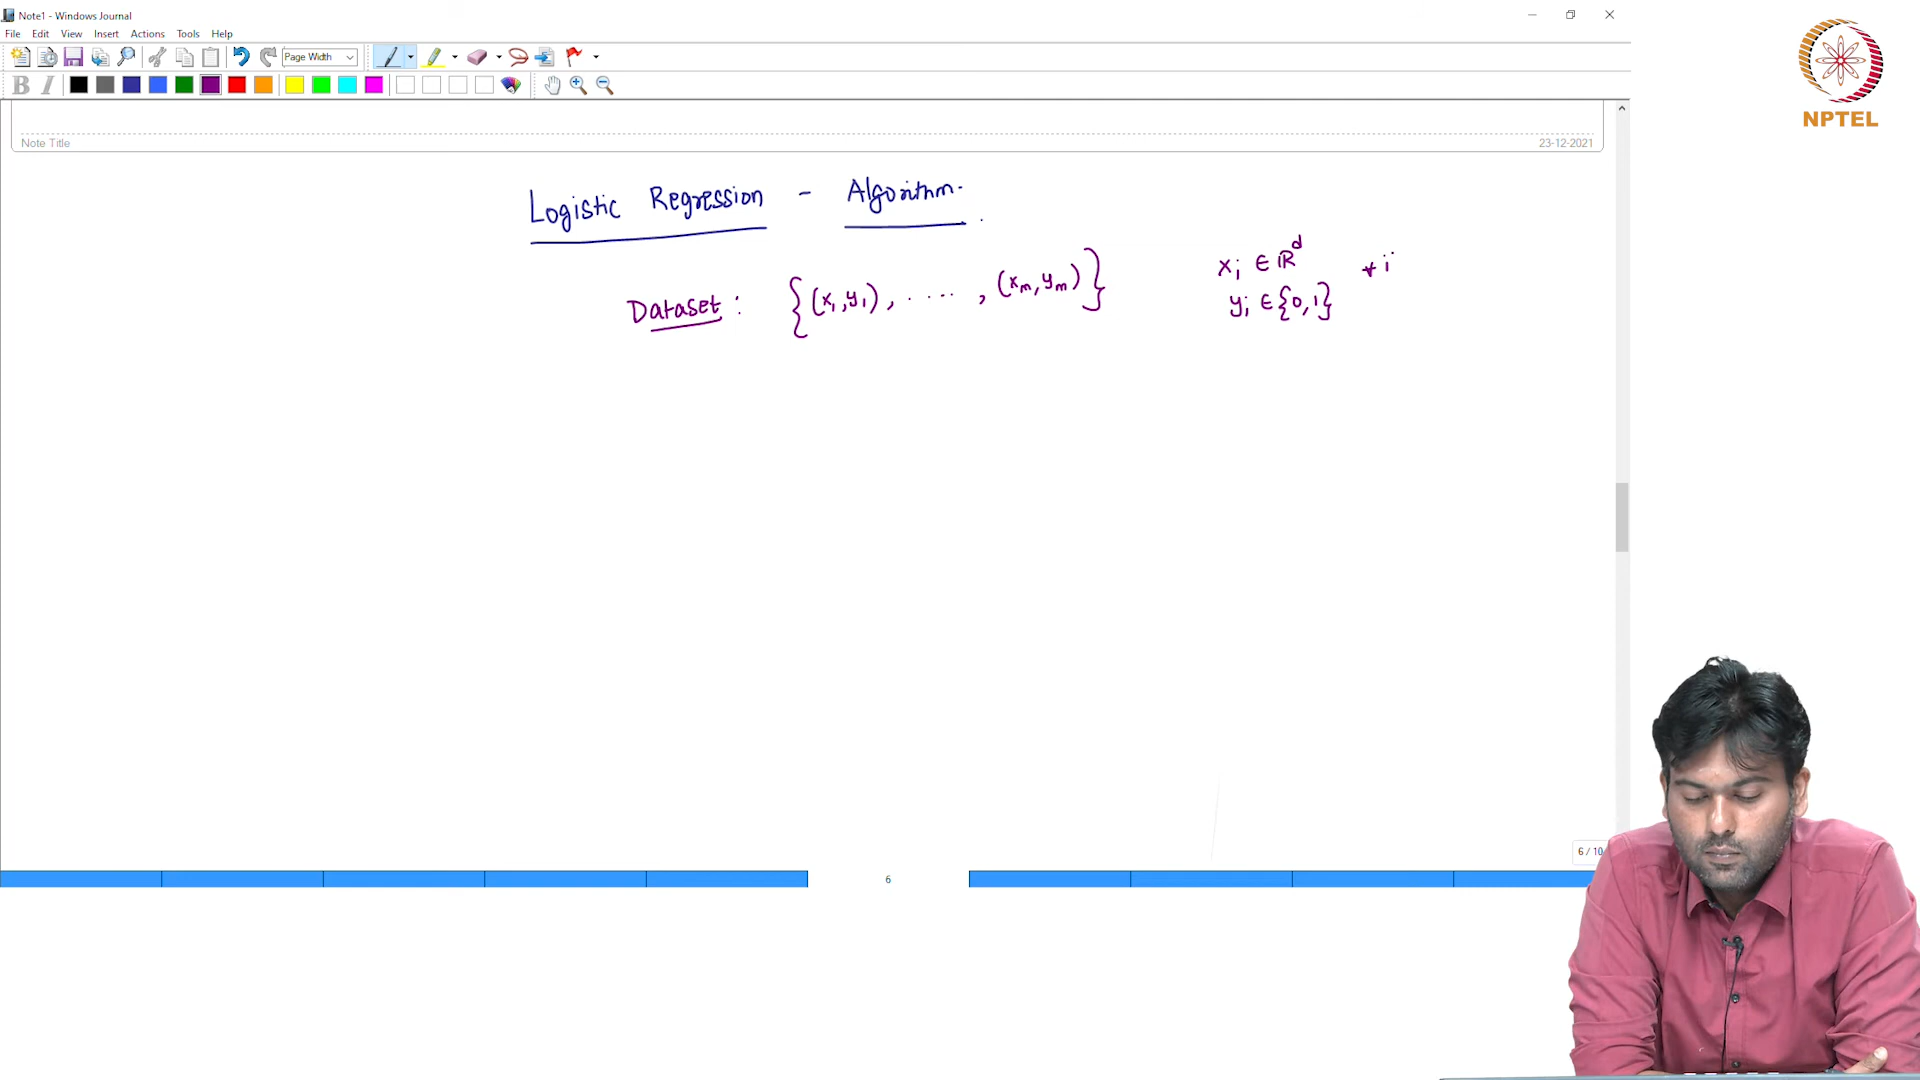 Note1 - Windows Journal
File Edit View Insert Actions Tools Help
Page Width
B I
NPTEL
Note Title 23-12-2021
Logistic Regression - Algorithm.
Dataset : {(x₁,y₁), ..... , (xₘ,yₘ)} xᵢ ∈ ℝᵈ ∀ i
yᵢ ∈ {0,1}
6 / 10
6